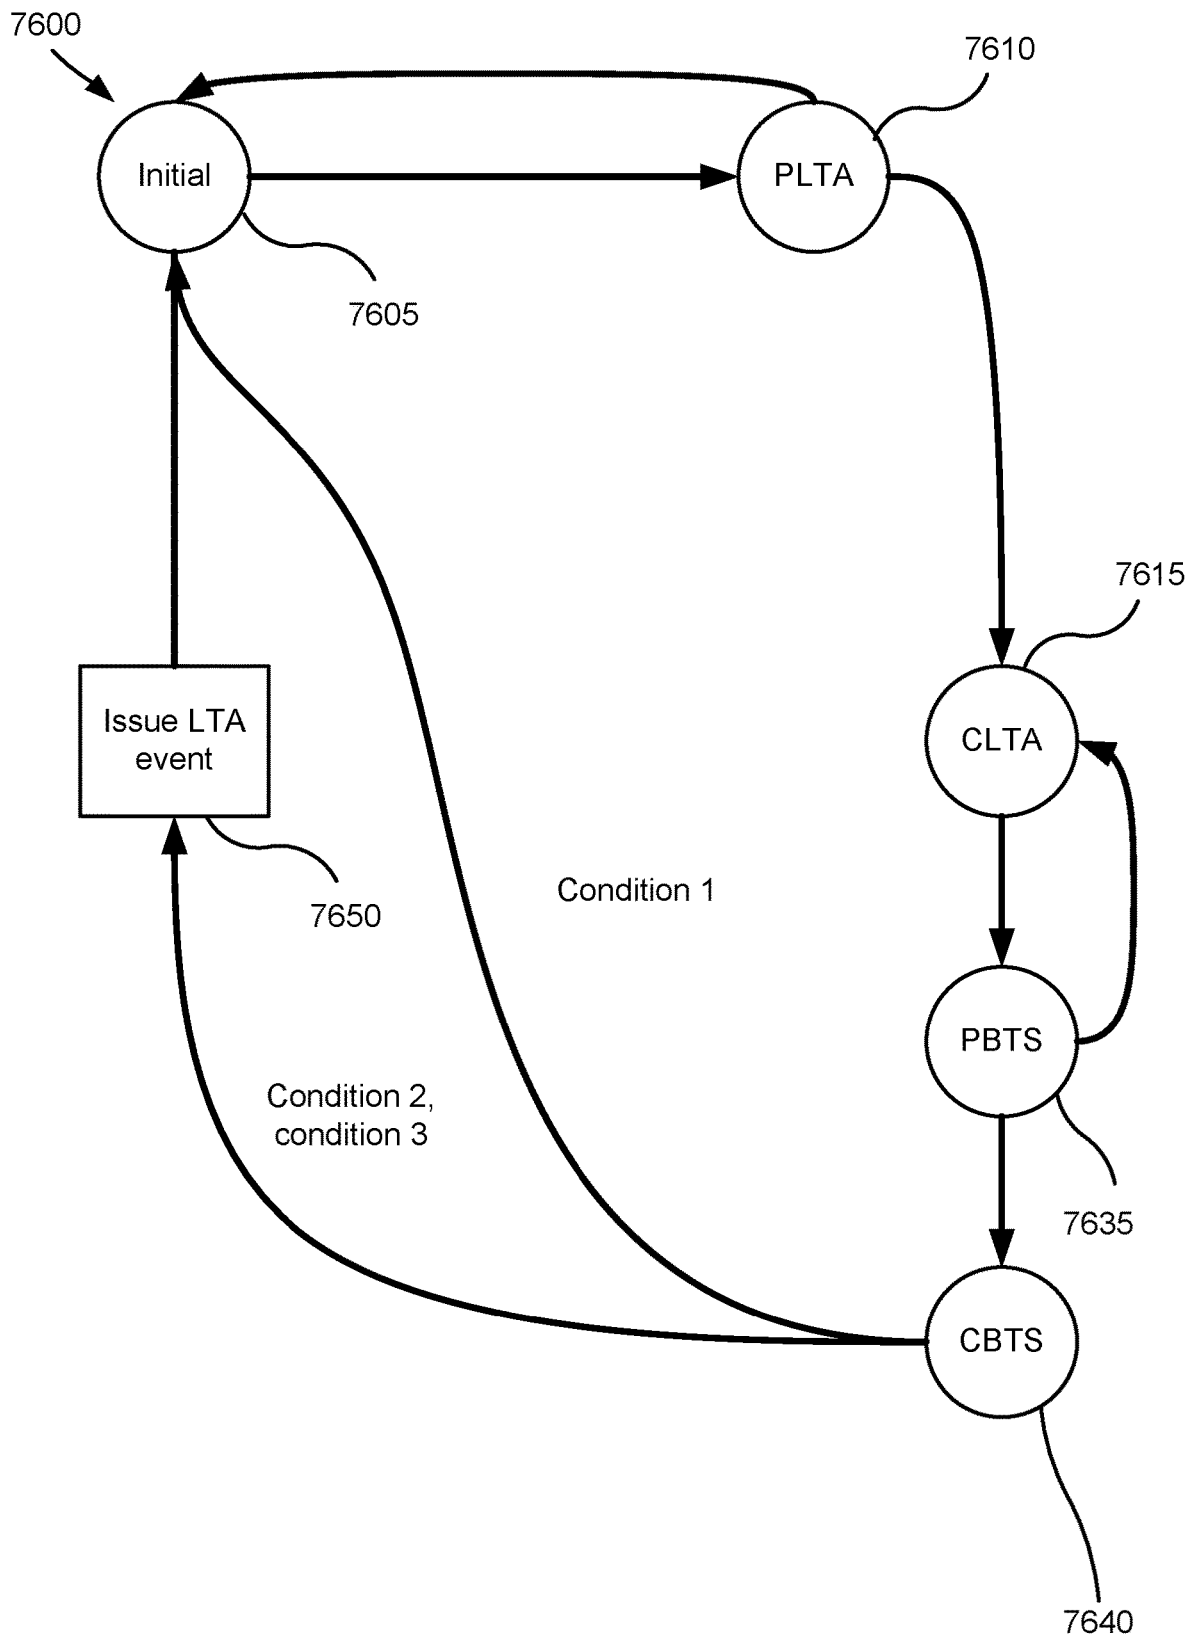 7600
7610
Initial
PLTA
7605
7615
Issue LTA
event
CLTA
Condition 1
7650
PBTS
Condition 2,
condition 3
7635
CBTS
7640